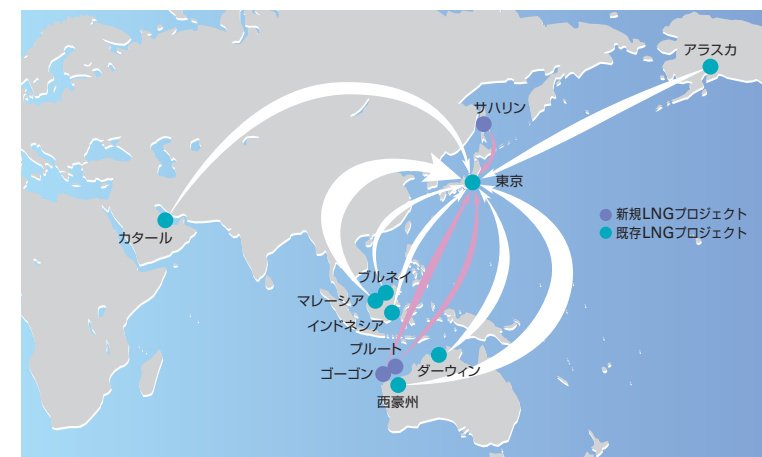 アラスカ
サハリン
東京
新規LNGプロジェクト
既存LNGプロジェクト
カタール
ブルネイ
マレーシア
インドネシア
プルート
ゴーゴン
ダーウィン
西豪州